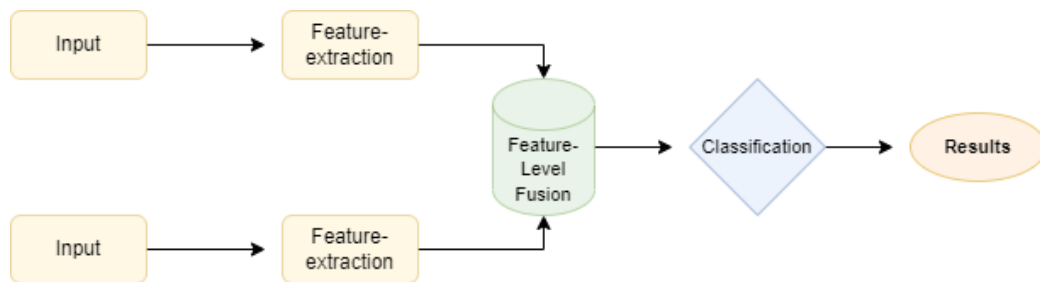 Input
Feature-
extraction
Feature-
Level
Fusion
Classification
Results
Input
Feature-
extraction